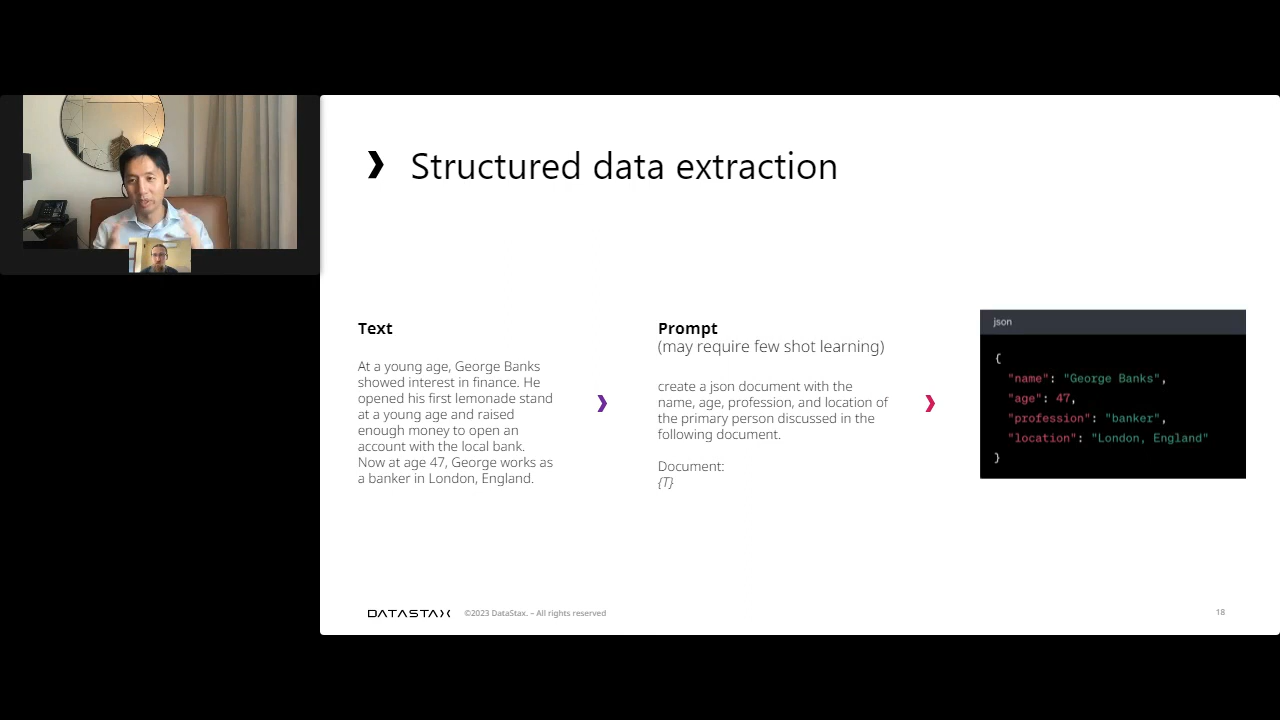 Structured data extraction
Text
At a young age, George Banks
showed interest in finance. He
opened his first lemonade stand
at a young age and raised
enough money to open an
account with the local bank.
Now at age 47, George works as
a banker in London, England.
Prompt
(may require few shot learning)
create a json document with the
name, age, profession, and location of
the primary person discussed in the
following document.
Document:
{T}
json
{
"name": "George Banks",
"age": 47,
"profession": "banker",
"location": "London, England"
}
DATASTAX
©2023 DataStax. – All rights reserved
18